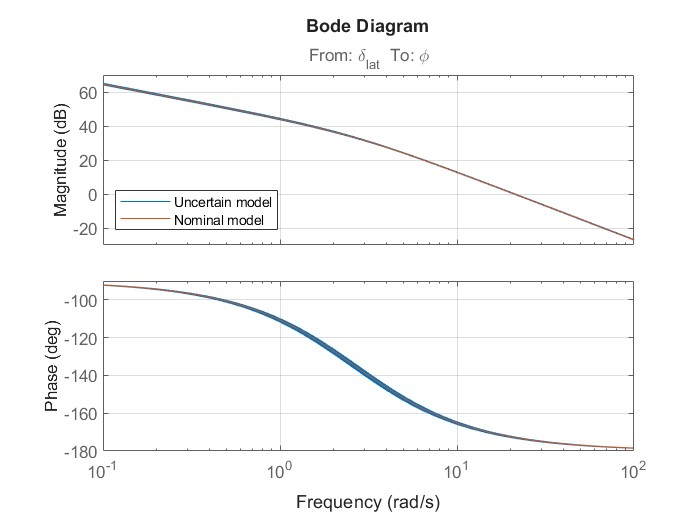 Bode Diagram
From: δlat To: ϕ
Magnitude (dB)
60
40
20
0
-20
Uncertain model
Nominal model
Phase (deg)
-100
-120
-140
-160
-180
10-1 100 101 102
Frequency (rad/s)